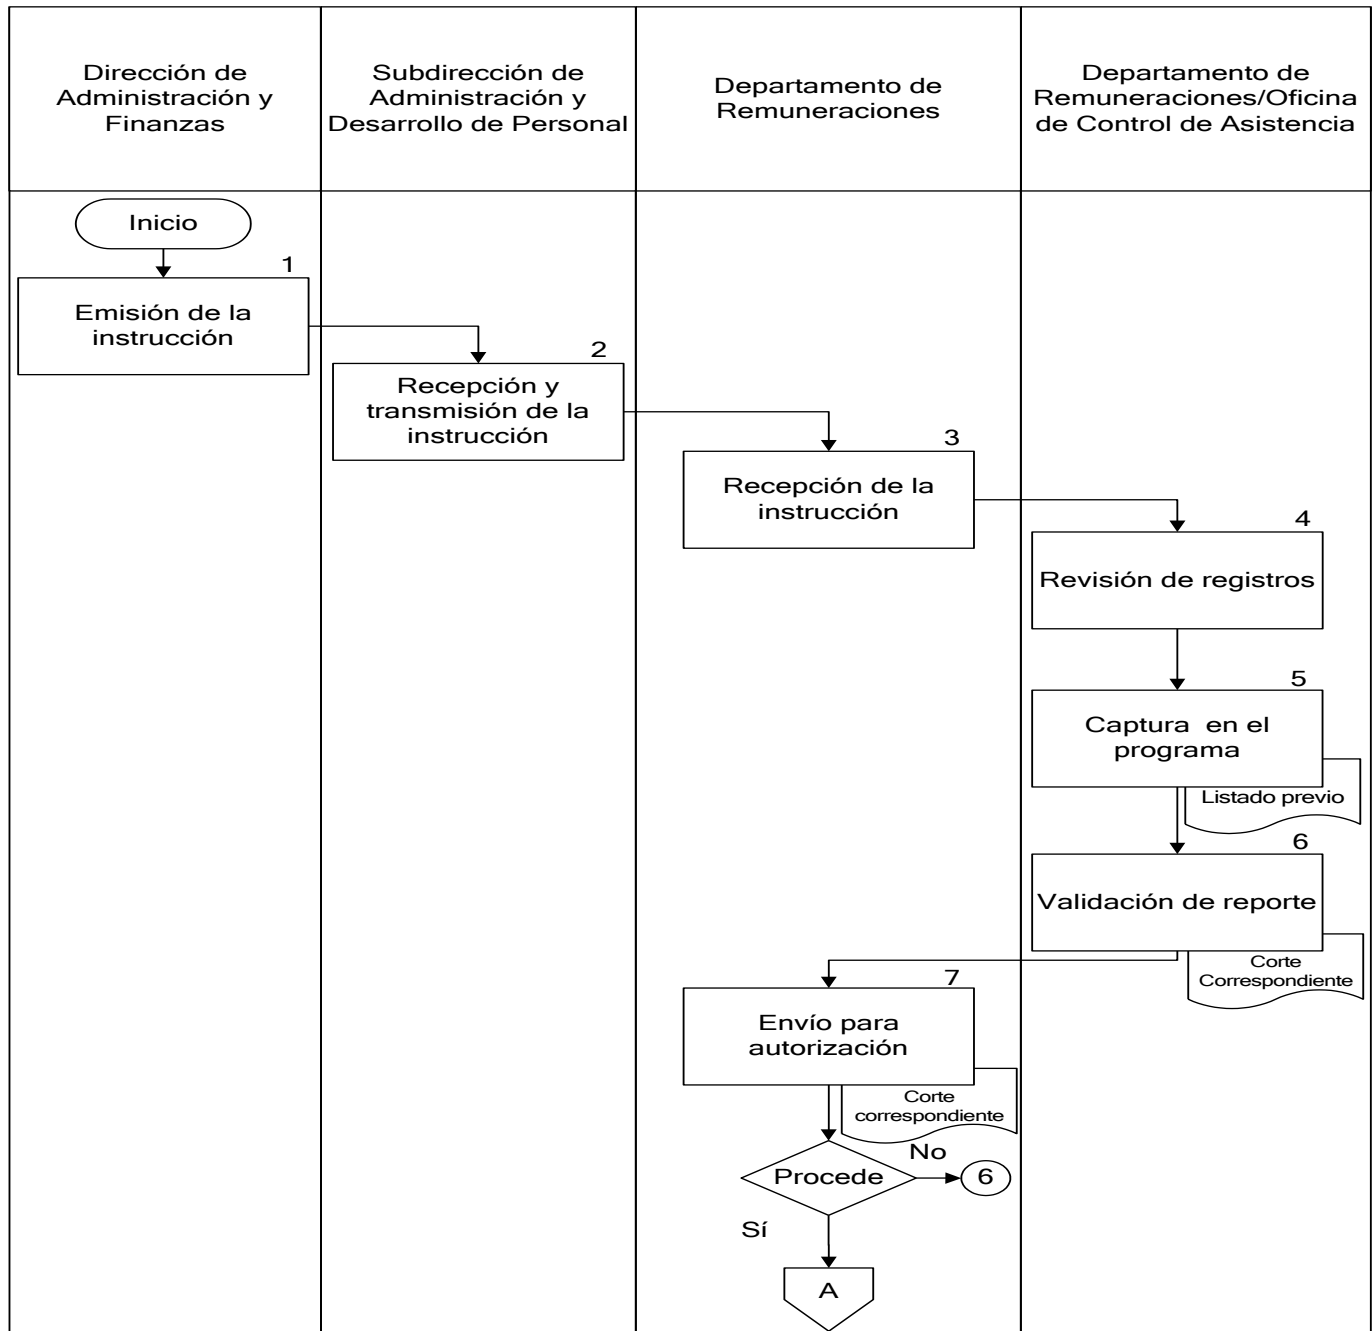 Dirección de
Administración y
Finanzas
Subdirección de
Administración y
Desarrollo de Personal
Departamento de
Remuneraciones
Departamento de
Remuneraciones/Oficina
de Control de Asistencia
Inicio
1
Emisión de la
instrucción
2
Recepción y
transmisión de la
instrucción
3
Recepción de la
instrucción
4
Revisión de registros
5
Captura en el
programa
Listado previo
6
Validación de reporte
Corte
Correspondiente
7
Envío para
autorización
Corte
correspondiente
Procede
No
6
Sí
A